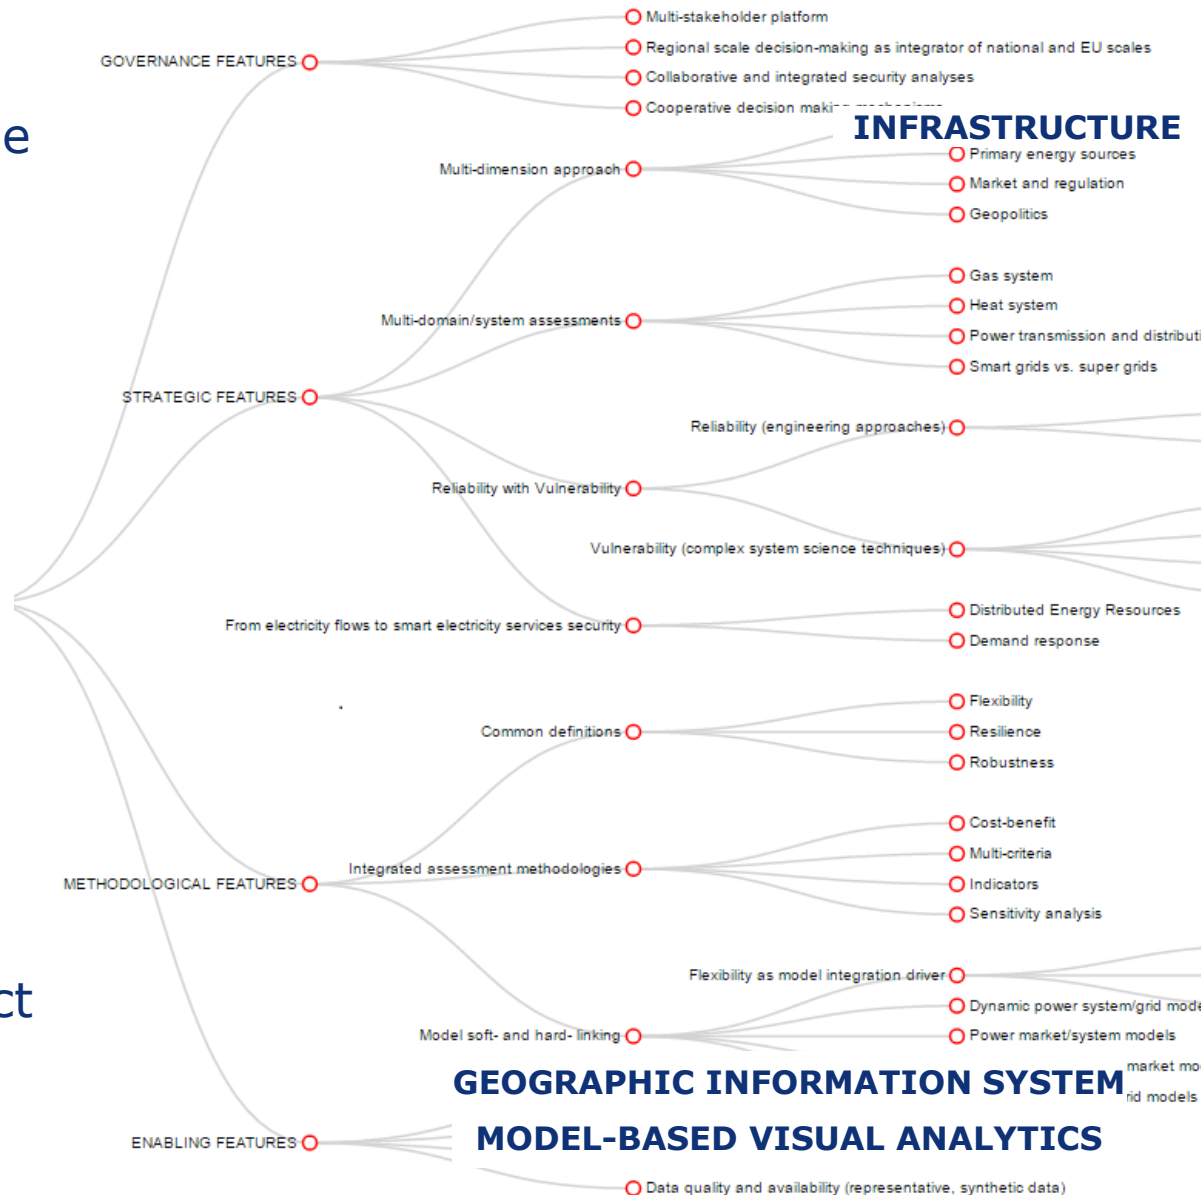 Multi-stakeholder platform
Regional scale decision-making as integrator of national and EU scales
GOVERNANCE FEATURES
Collaborative and integrated security analyses
Cooperative decision making mechanisms
e
INFRASTRUCTURE
Primary energy sources
Multi-dimension approach
Market and regulation
Geopolitics
Gas system
Heat system
Multi-domain/system assessments
Power transmission and distributi
Smart grids vs. super grids
STRATEGIC FEATURES
Reliability (engineering approaches)
Reliability with Vulnerability
Vulnerability (complex system science techniques)
Distributed Energy Resources
From electricity flows to smart electricity services security
Demand response
Flexibility
Common definitions
Resilience
Robustness
Cost-benefit
Multi-criteria
Integrated assessment methodologies
METHODOLOGICAL FEATURES
Indicators
Sensitivity analysis
Flexibility as model integration driver
ct
Dynamic power system/grid mode
Model soft- and hard- linking
Power market/system models
market mo
GEOGRAPHIC INFORMATION SYSTEM
rid models
MODEL-BASED VISUAL ANALYTICS
ENABLING FEATURES
Data quality and availability (representative, synthetic data)